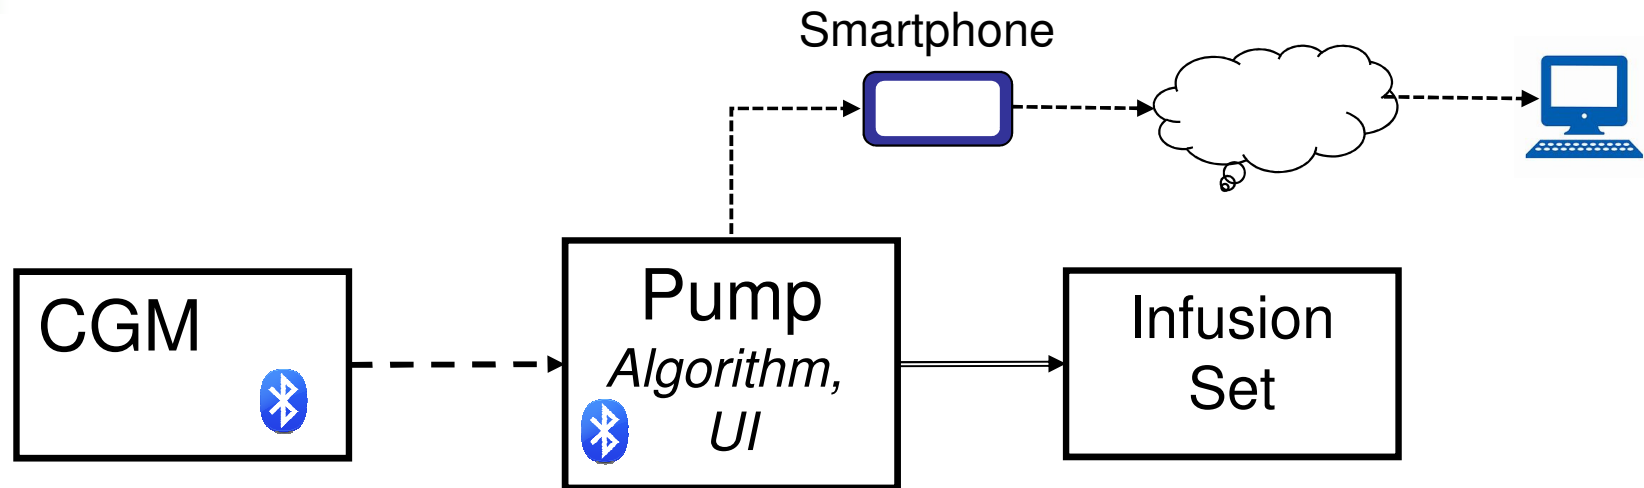 Smartphone
CGM
Pump
Algorithm,
UI
Infusion
Set